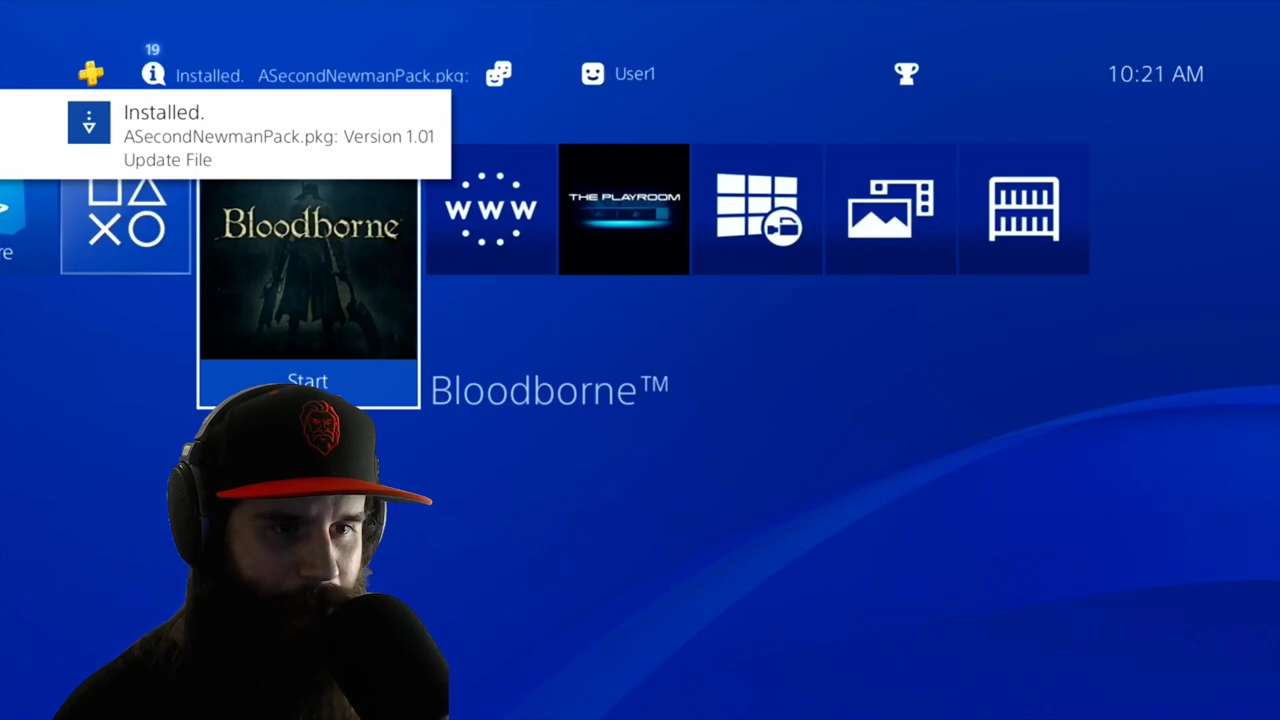 19
Installed. ASecondNewmanPack.pkg:
User1
10:21 AM
Installed.
ASecondNewmanPack.pkg: Version 1.01
Update File
re
Bloodborne
WWW
THE PLAYROOM
Start
Bloodborne™